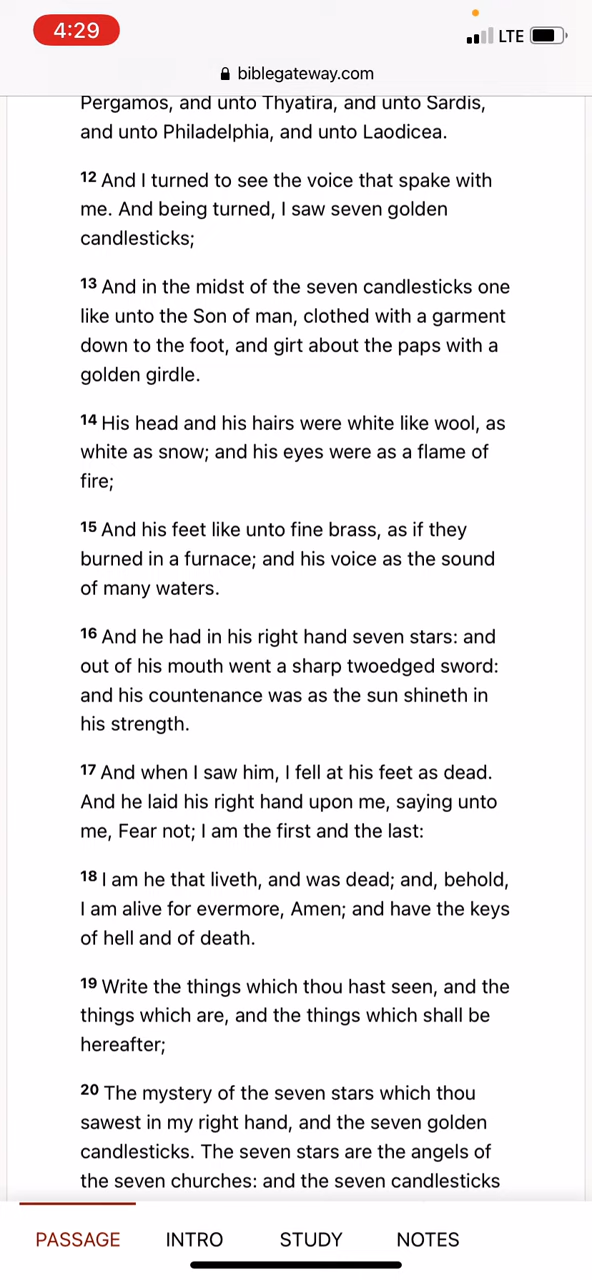 4:29
LTE
biblegateway.com
Pergamos, and unto Thyatira, and unto Sardis,
and unto Philadelphia, and unto Laodicea.
12 And I turned to see the voice that spake with
me. And being turned, I saw seven golden
candlesticks;
13 And in the midst of the seven candlesticks one
like unto the Son of man, clothed with a garment
down to the foot, and girt about the paps with a
golden girdle.
14 His head and his hairs were white like wool, as
white as snow; and his eyes were as a flame of
fire;
15 And his feet like unto fine brass, as if they
burned in a furnace; and his voice as the sound
of many waters.
16 And he had in his right hand seven stars: and
out of his mouth went a sharp twoedged sword:
and his countenance was as the sun shineth in
his strength.
17 And when I saw him, I fell at his feet as dead.
And he laid his right hand upon me, saying unto
me, Fear not; I am the first and the last:
18 I am he that liveth, and was dead; and, behold,
I am alive for evermore, Amen; and have the keys
of hell and of death.
19 Write the things which thou hast seen, and the
things which are, and the things which shall be
hereafter;
20 The mystery of the seven stars which thou
sawest in my right hand, and the seven golden
candlesticks. The seven stars are the angels of
the seven churches: and the seven candlesticks
PASSAGE INTRO STUDY NOTES